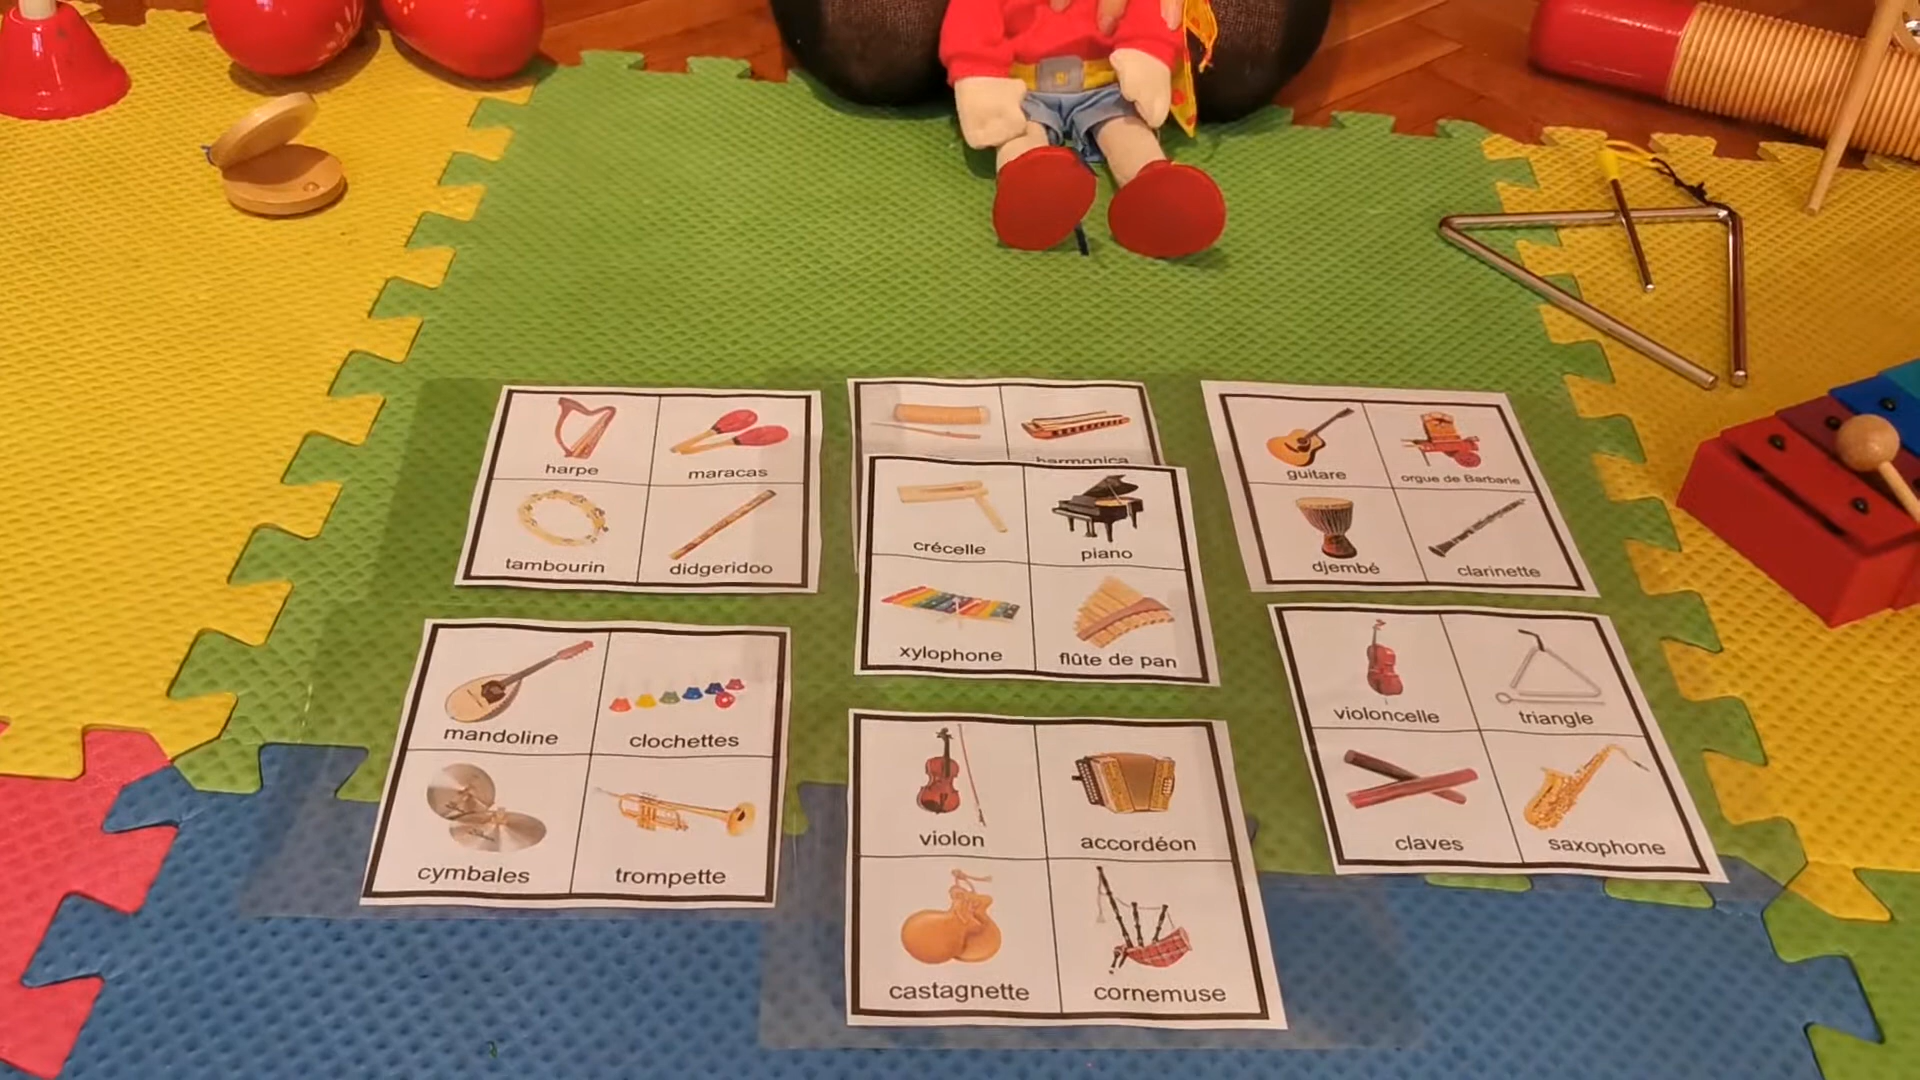 harpe
maracas
tambourin
didgeridoo
harmonica
crécelle
piano
xylophone
flûte de pan
guitare
orgue de Barbarie
djembé
clarinette
mandoline
clochettes
cymbales
trompette
violon
accordéon
castagnette
cornemuse
violoncelle
triangle
claves
saxophone